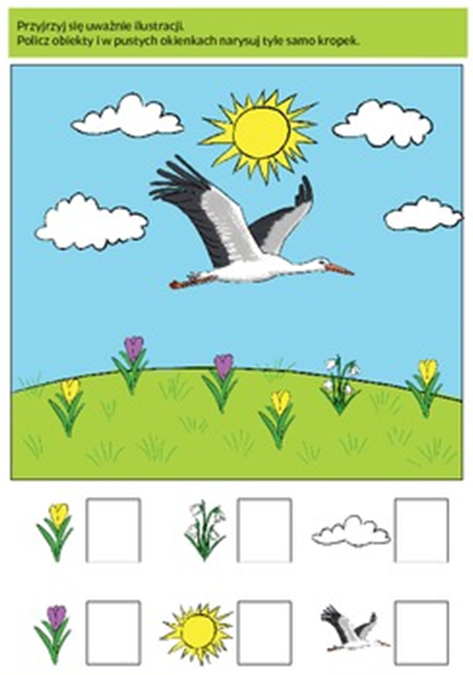 Przyjrzyj się uważnie ilustracji.
Policz obiekty i w pustych okienkach narysuj tyle samo kropek.